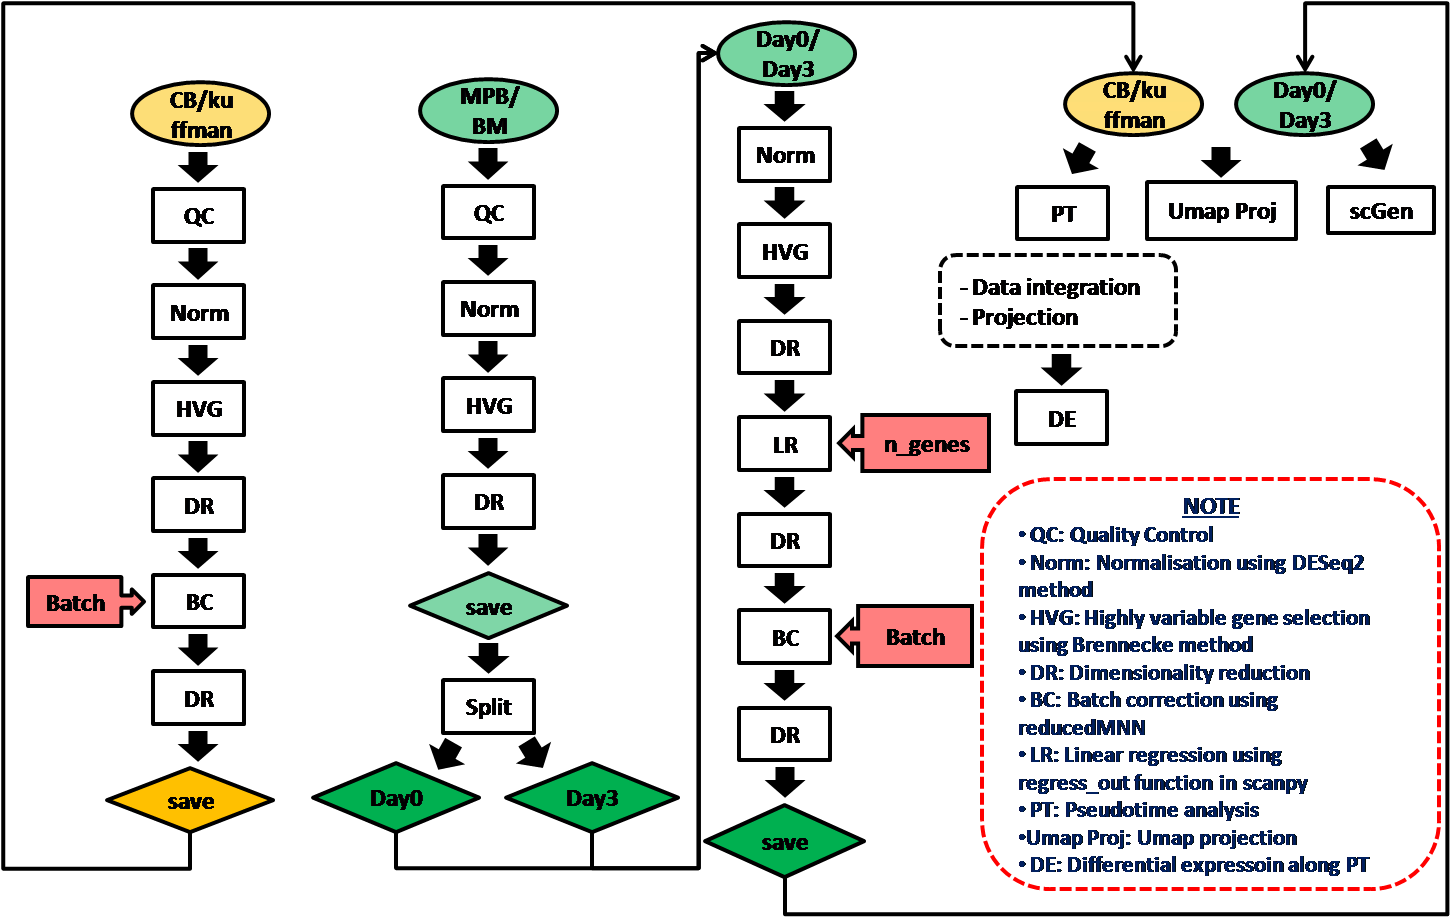 CB/ku
ffman
QC
Norm
HVG
DR
Batch
BC
DR
save
MPB/
BM
QC
Norm
HVG
DR
save
Split
Day0
Day3
Day0/
Day3
Norm
HVG
DR
LR
n_genes
DR
BC
Batch
DR
save
CB/ku
ffman
Day0/
Day3
PT
Umap Proj
scGen
- Data integration
- Projection
DE
NOTE
• QC: Quality Control
• Norm: Normalisation using DESeq2
method
• HVG: Highly variable gene selection
using Brennecke method
• DR: Dimensionality reduction
• BC: Batch correction using
reducedMNN
• LR: Linear regression using
regress_out function in scanpy
• PT: Pseudotime analysis
•Umap Proj: Umap projection
• DE: Differential expressoin along PT